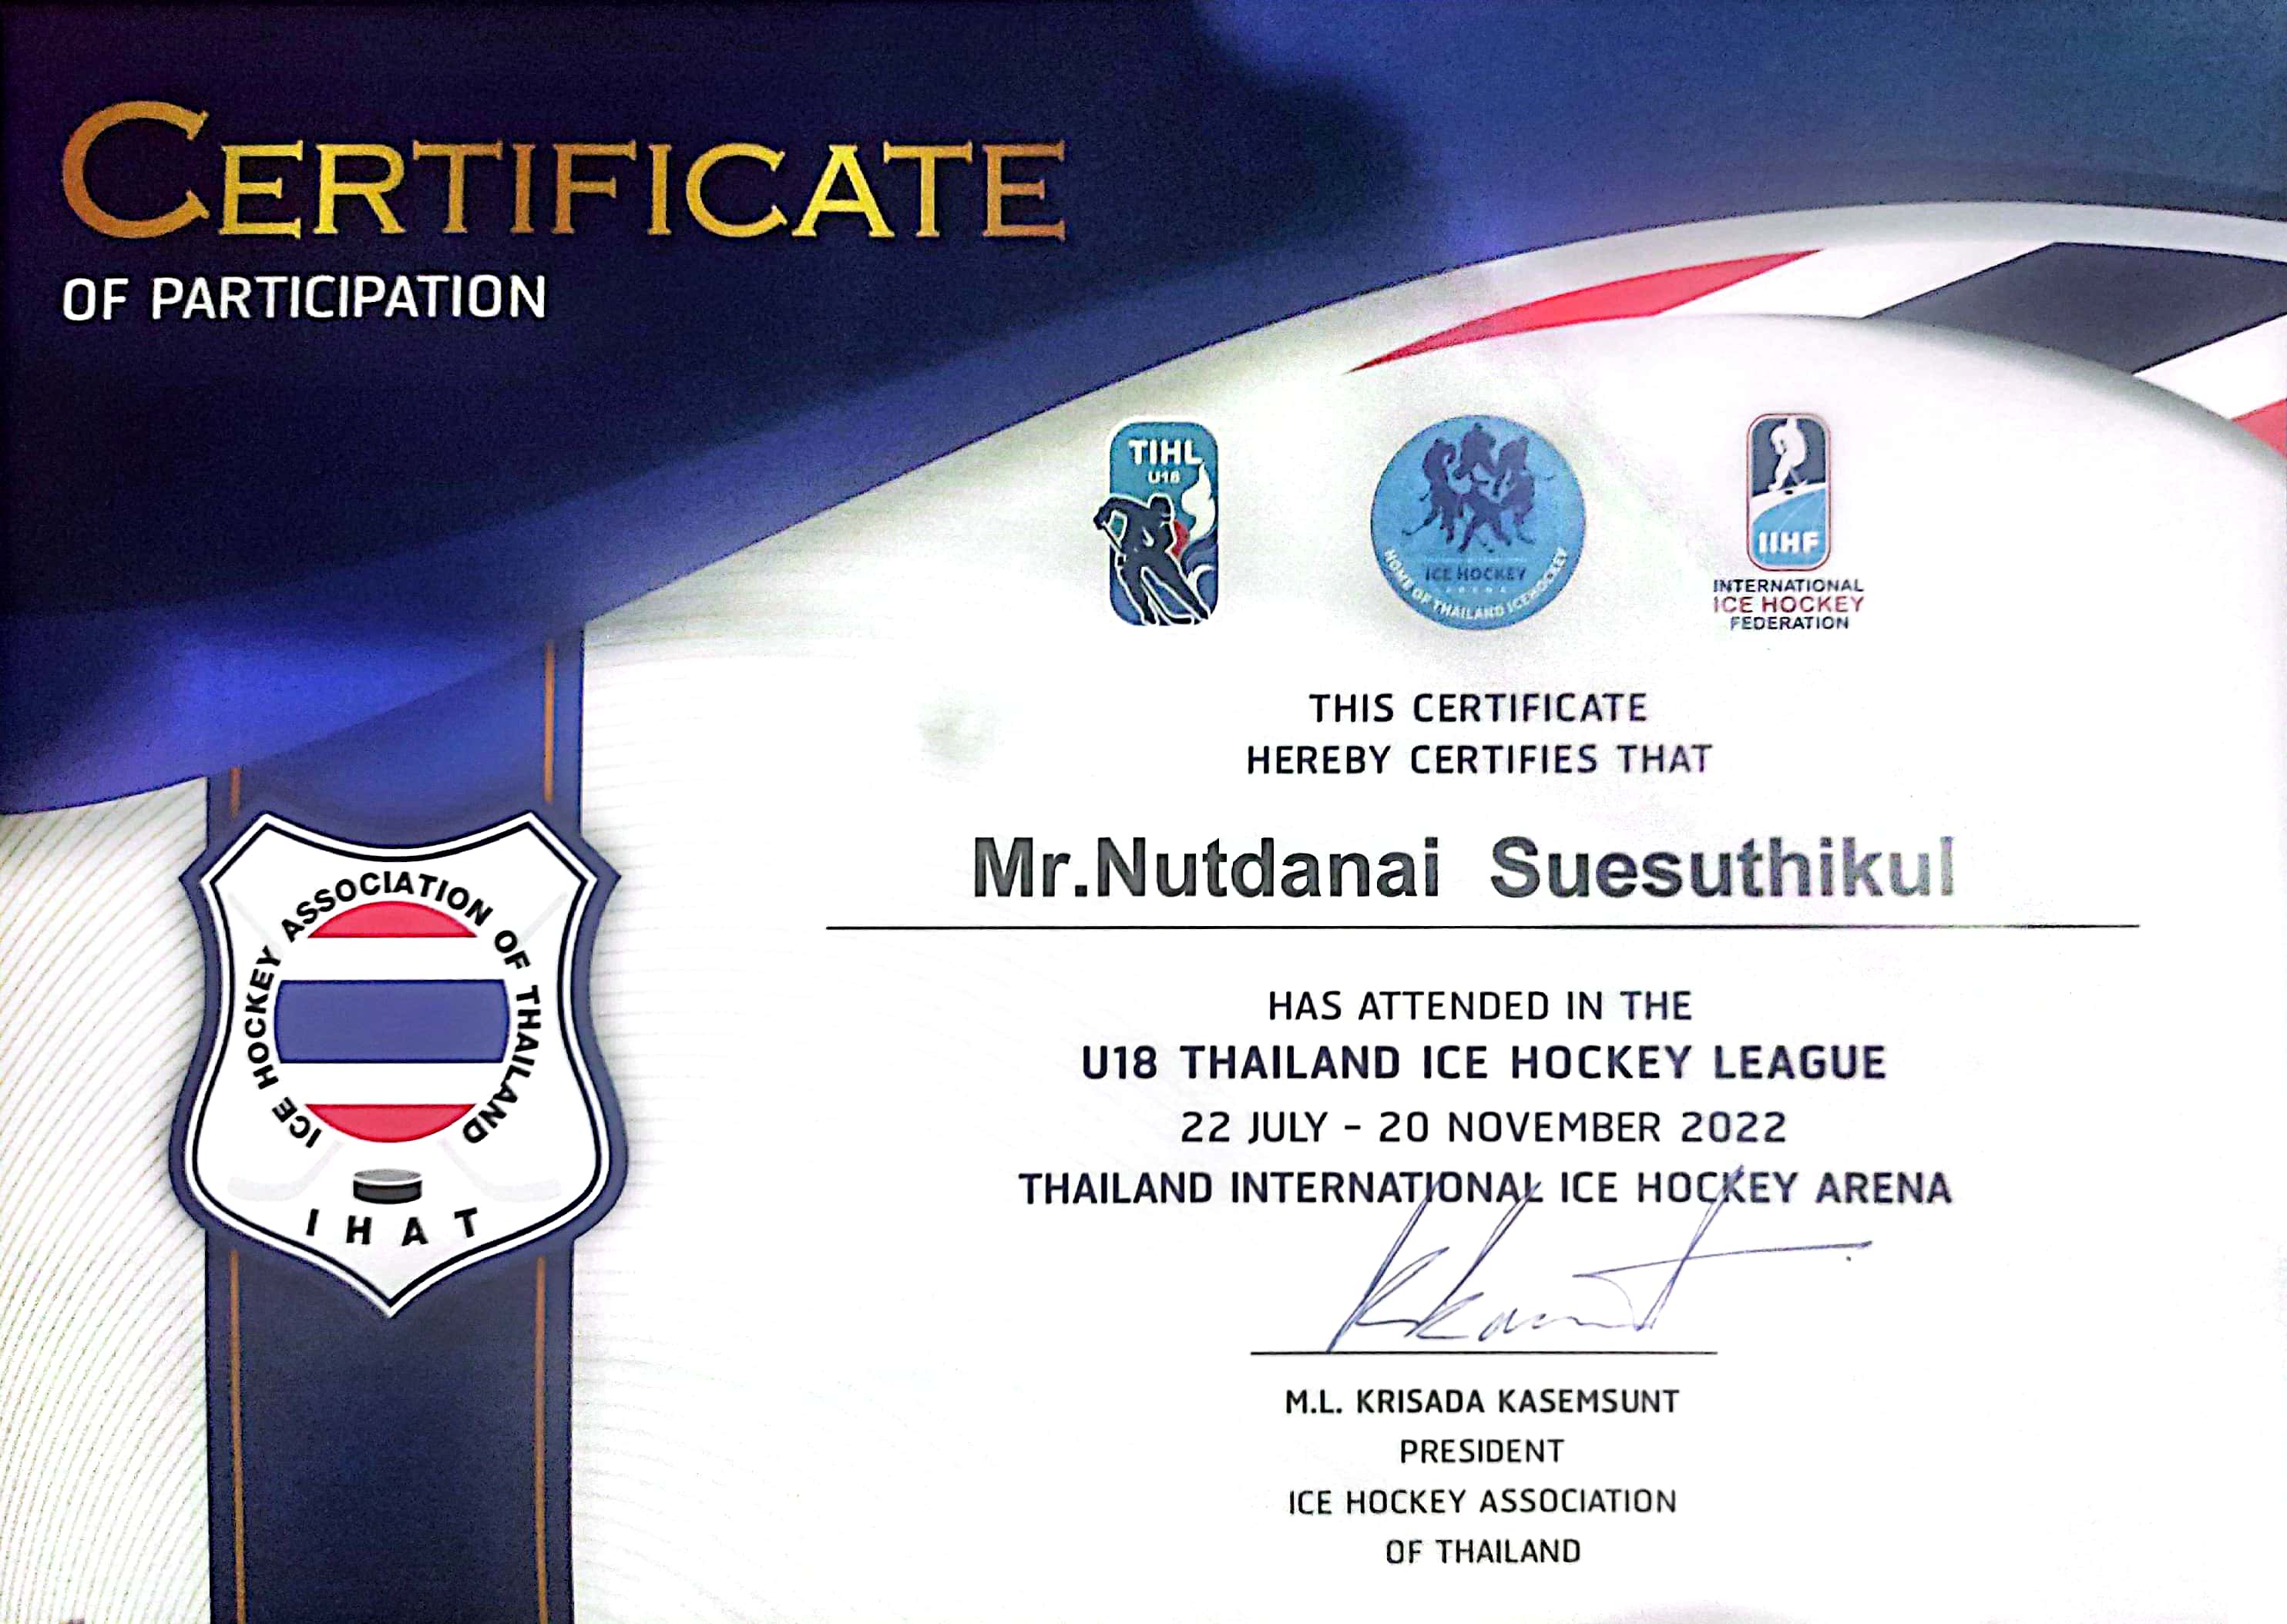 CERTIFICATE
OF PARTICIPATION
TIHL
U18
ICE HOCKEY
ARENA
HOME OF THAILAND ICEHOCKEY
IIHF
INTERNATIONAL
ICE HOCKEY
FEDERATION
THIS CERTIFICATE
HEREBY CERTIFIES THAT
Mr.Nutdanai Suesuthikul
HAS ATTENDED IN THE
U18 THAILAND ICE HOCKEY LEAGUE
22 JULY - 20 NOVEMBER 2022
THAILAND INTERNATIONAL ICE HOCKEY ARENA
M.L. KRISADA KASEMSUNT
PRESIDENT
ICE HOCKEY ASSOCIATION
OF THAILAND
ICE HOCKEY ASSOCIATION OF THAILAND
IHAT